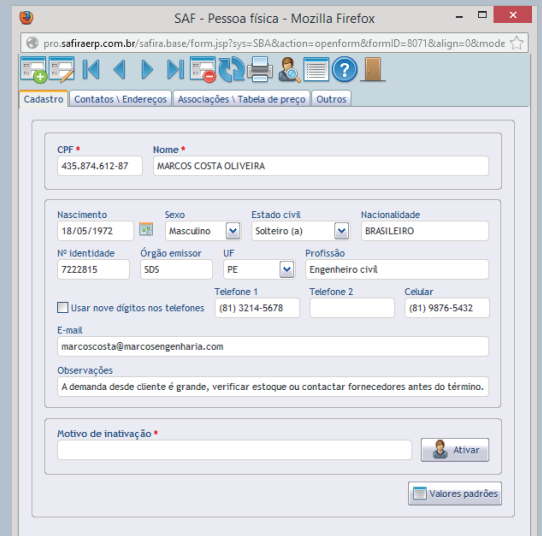 SAF - Pessoa física - Mozilla Firefox
pro.safiraerp.com.br/safira.base/form.jsp?sys=SBA&action=openform&formID=8071&align=0&mode
Cadastro Contatos \ Endereços Associações \ Tabela de preço Outros
CPF * Nome *
435.874.612-87 MARCOS COSTA OLIVEIRA
Nascimento Sexo Estado civil Nacionalidade
18/05/1972 Masculino Solteiro (a) BRASILEIRO
Nº identidade Órgão emissor UF Profissão
7222815 SDS PE Engenheiro civil
Telefone 1 Telefone 2 Celular
Usar nove dígitos nos telefones (81) 3214-5678 (81) 9876-5432
E-mail
marcoscosta@marcosengenharia.com
Observações
A demanda desde cliente é grande, verificar estoque ou contactar fornecedores antes do término.
Motivo de inativação *
Ativar
Valores padrões